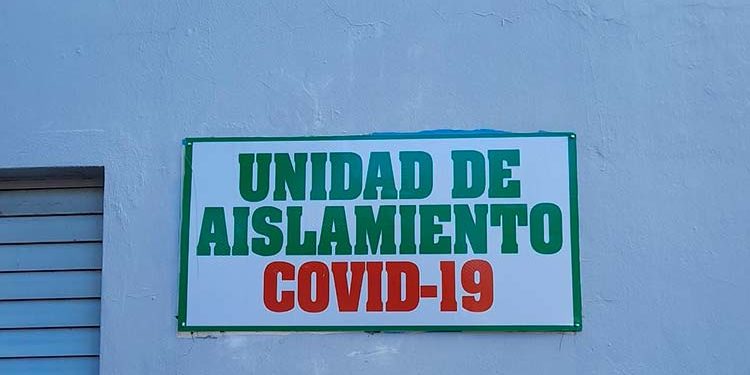 UNIDAD DE
AISLAMIENTO
COVID-19